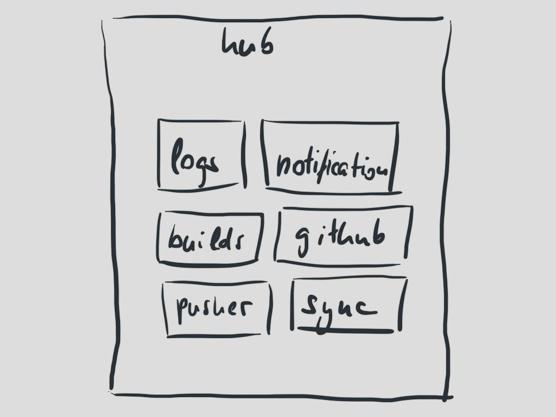 hub
logs
notification
builds
github
pusher
sync